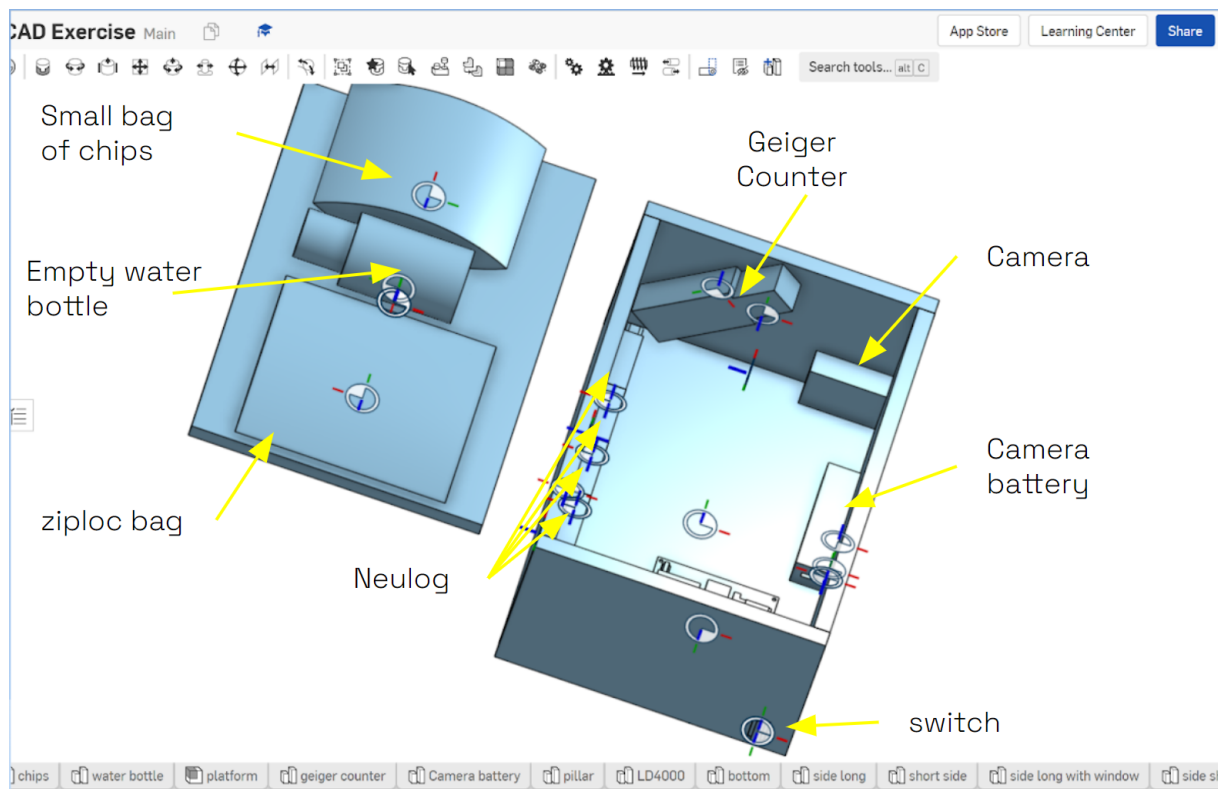 CAD Exercise Main
App Store
Learning Center
Share
Search tools... alt C
Small bag
of chips
Geiger
Counter
Empty water
bottle
Camera
Camera
battery
ziploc bag
Neulog
switch
chips
water bottle
platform
geiger counter
Camera battery
pillar
LD4000
bottom
side long
short side
side long with window